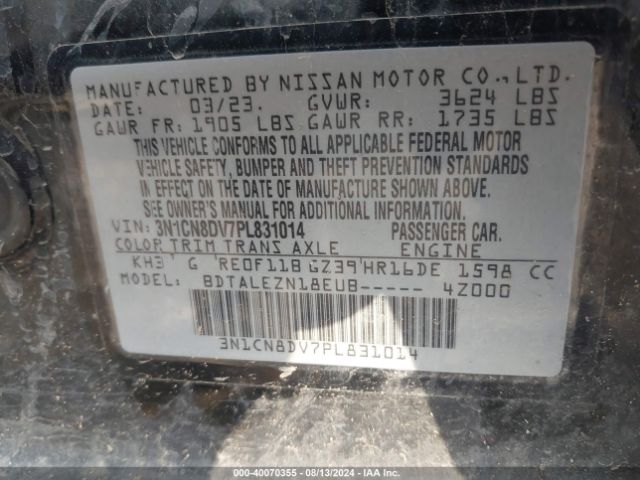 MANUFACTURED BY NISSAN MOTOR CO., LTD.
DATE: 03/23. GVWR: 3624 LBS
GAWR FR: 1905 LBS GAWR RR: 1735 LBS
THIS VEHICLE CONFORMS TO ALL APPLICABLE FEDERAL MOTOR
VEHICLE SAFETY, BUMPER AND THEFT PREVENTION STANDARDS
IN EFFECT ON THE DATE OF MANUFACTURE SHOWN ABOVE.
SEE OWNER'S MANUAL FOR ADDITIONAL INFORMATION.
VIN: 3N1CN8DV7PL831014 PASSENGER CAR.
COLOR TRIM TRANS AXLE ENGINE
KH3 G RE0F11B GZ39 HR16DE 1598 CC
MODEL: BDTALEZN18EUB----- 4Z000
3N1CN8DV7PL831014
000-40070355 | 08/13/2024 | IAA Inc.